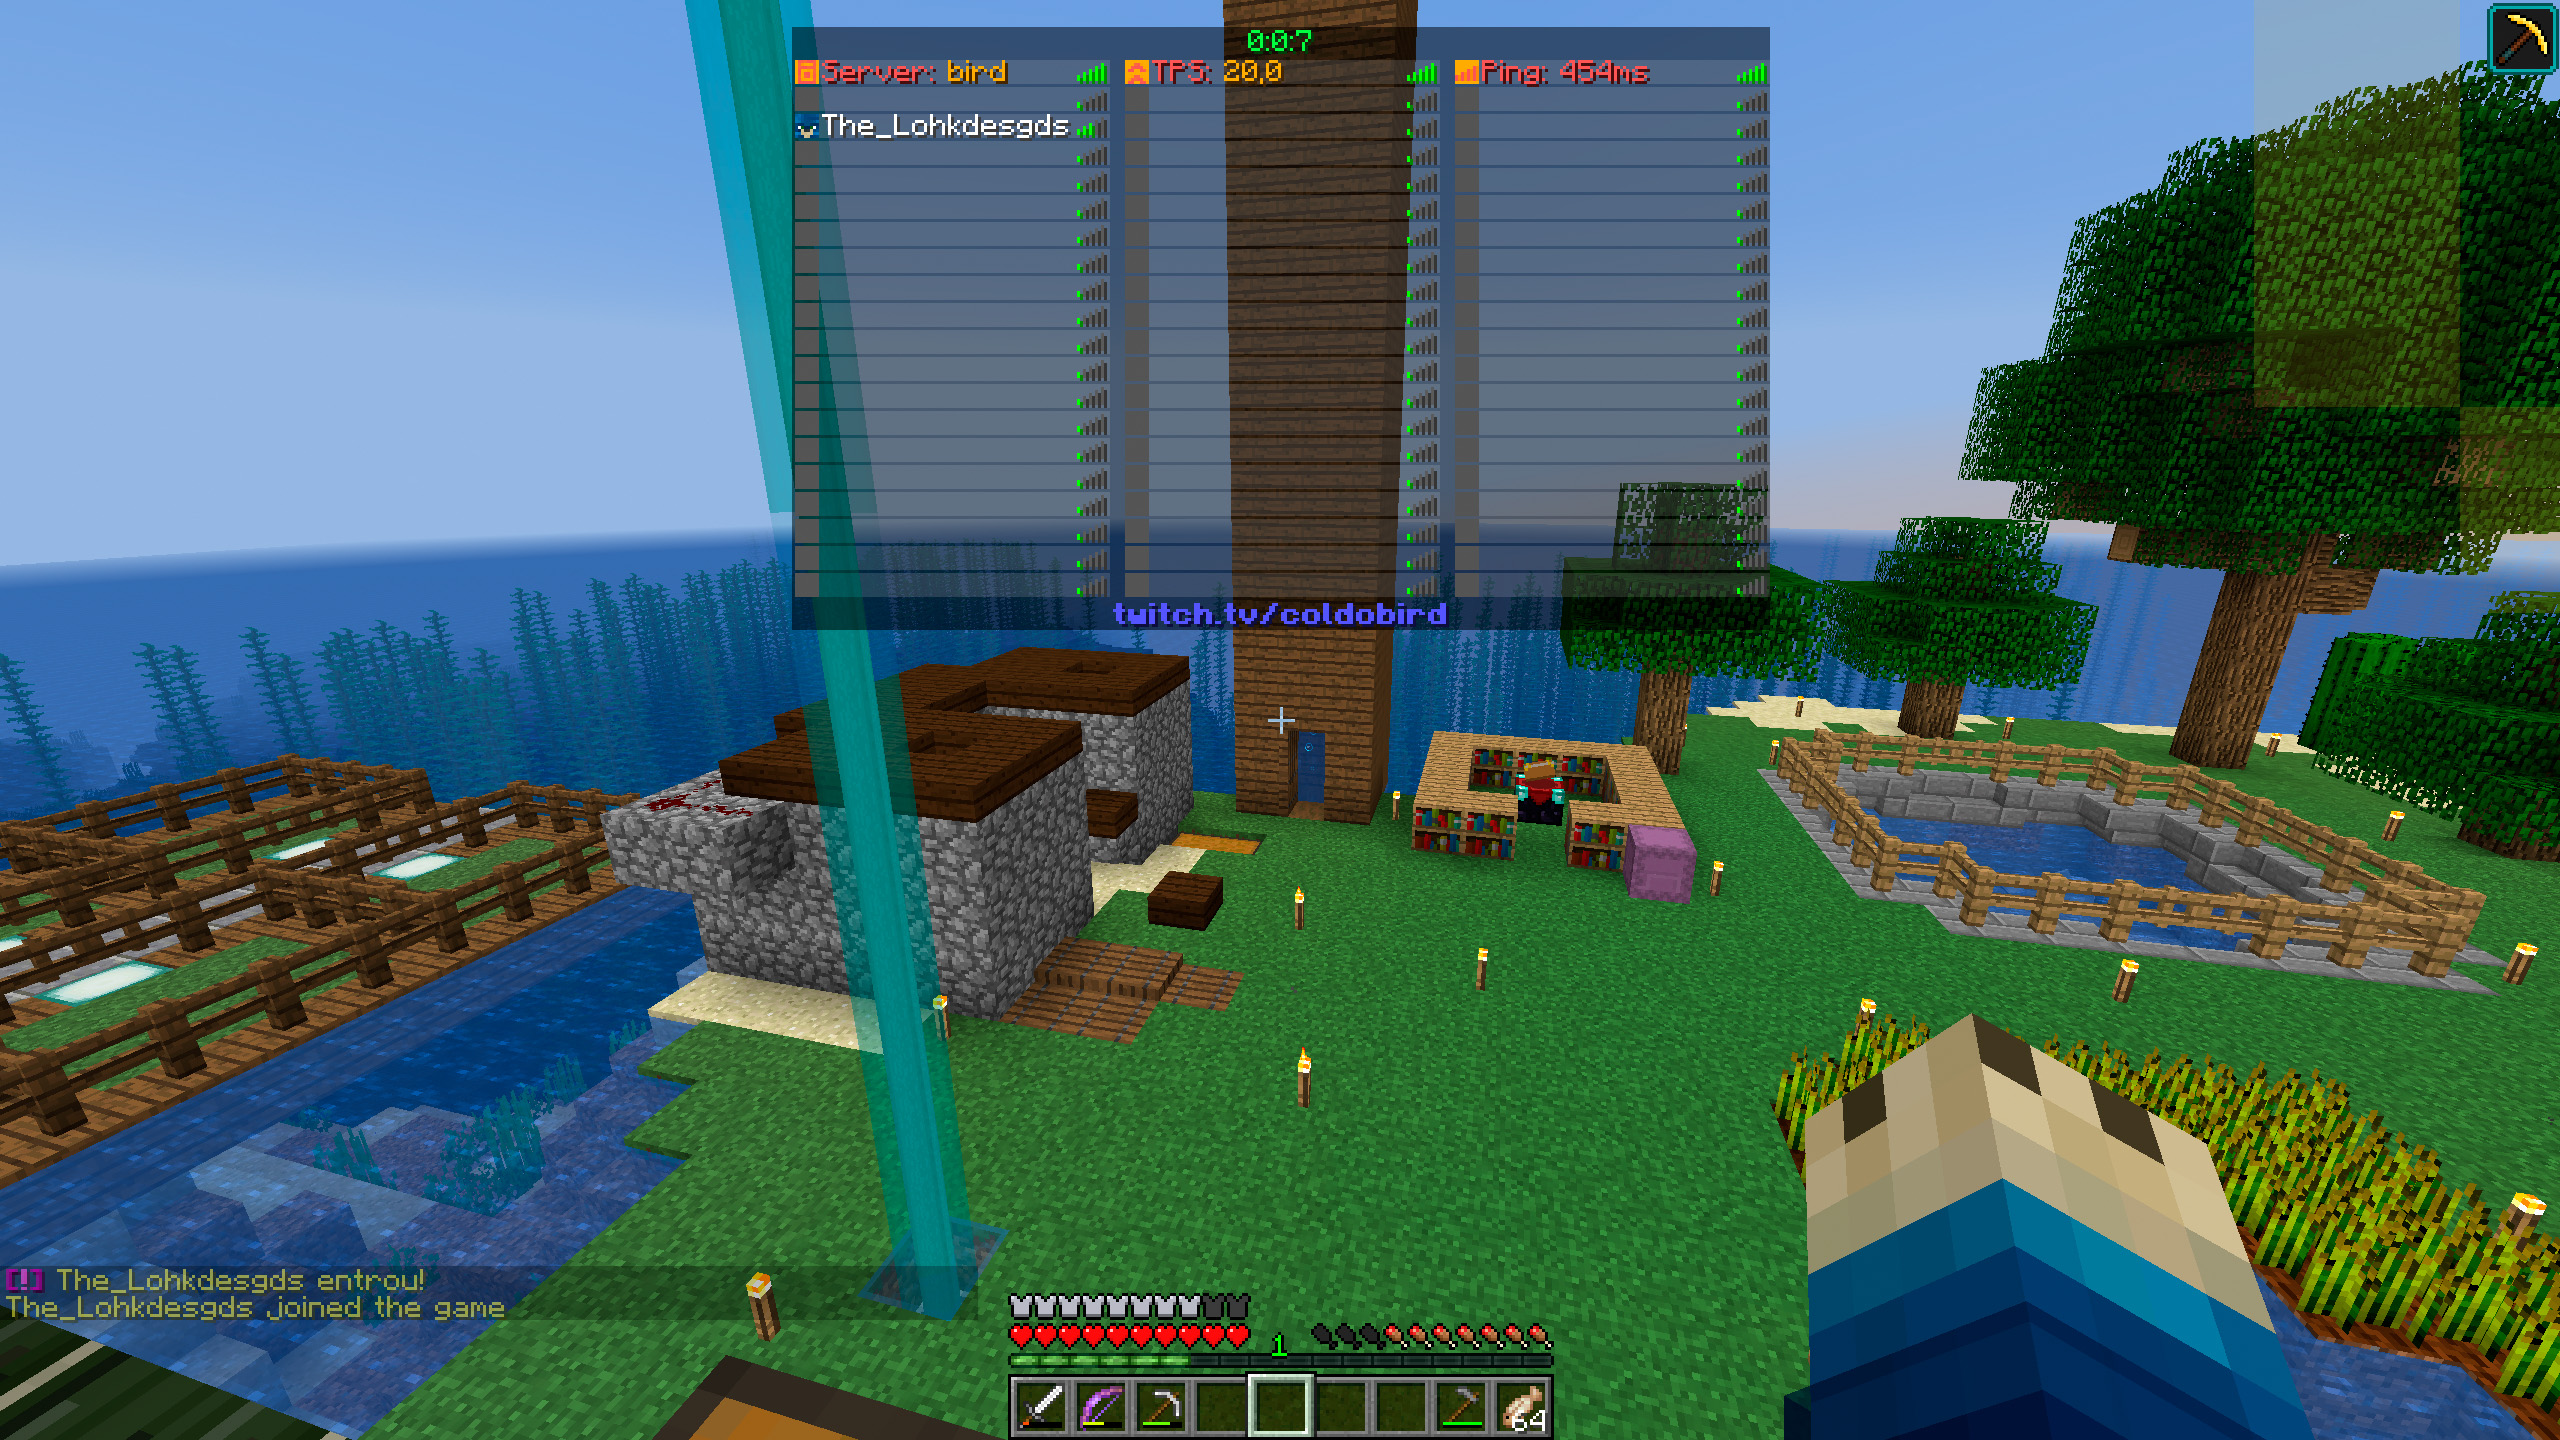 0:0:7
Server: bird
TPS: 20,0
Ping: 454ms
The_Lohkdesgds
twitch.tv/coldobird
[!] The_Lohkdesgds entrou!
The_Lohkdesgds joined the game
1
64